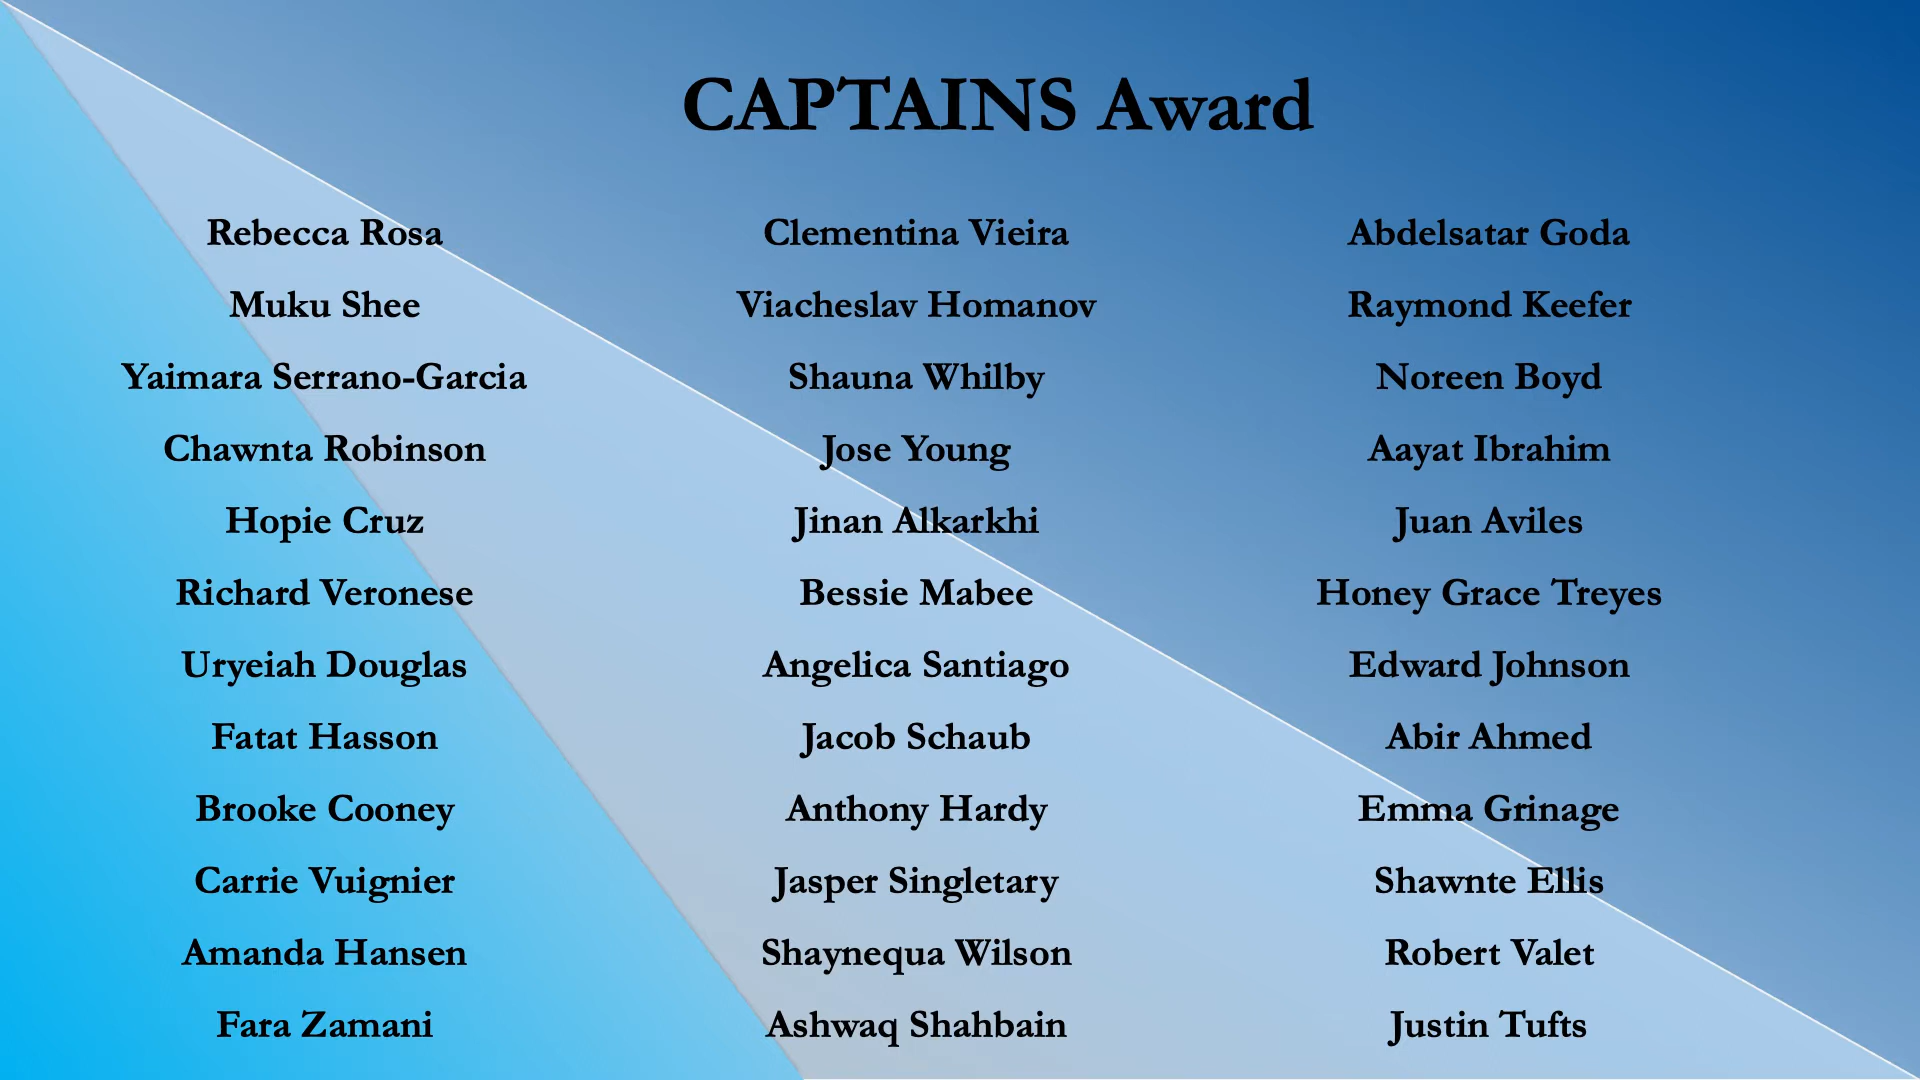 CAPTAINS Award
Rebecca Rosa
Muku Shee
Yaimara Serrano-Garcia
Chawnta Robinson
Hopie Cruz
Richard Veronese
Uryeiah Douglas
Fatat Hasson
Brooke Cooney
Carrie Vuignier
Amanda Hansen
Fara Zamani
Clementina Vieira
Viacheslav Homanov
Shauna Whilby
Jose Young
Jinan Alkarkhi
Bessie Mabee
Angelica Santiago
Jacob Schaub
Anthony Hardy
Jasper Singletary
Shaynequa Wilson
Ashwaq Shahbain
Abdelsatar Goda
Raymond Keefer
Noreen Boyd
Aayat Ibrahim
Juan Aviles
Honey Grace Treyes
Edward Johnson
Abir Ahmed
Emma Grinage
Shawnte Ellis
Robert Valet
Justin Tufts